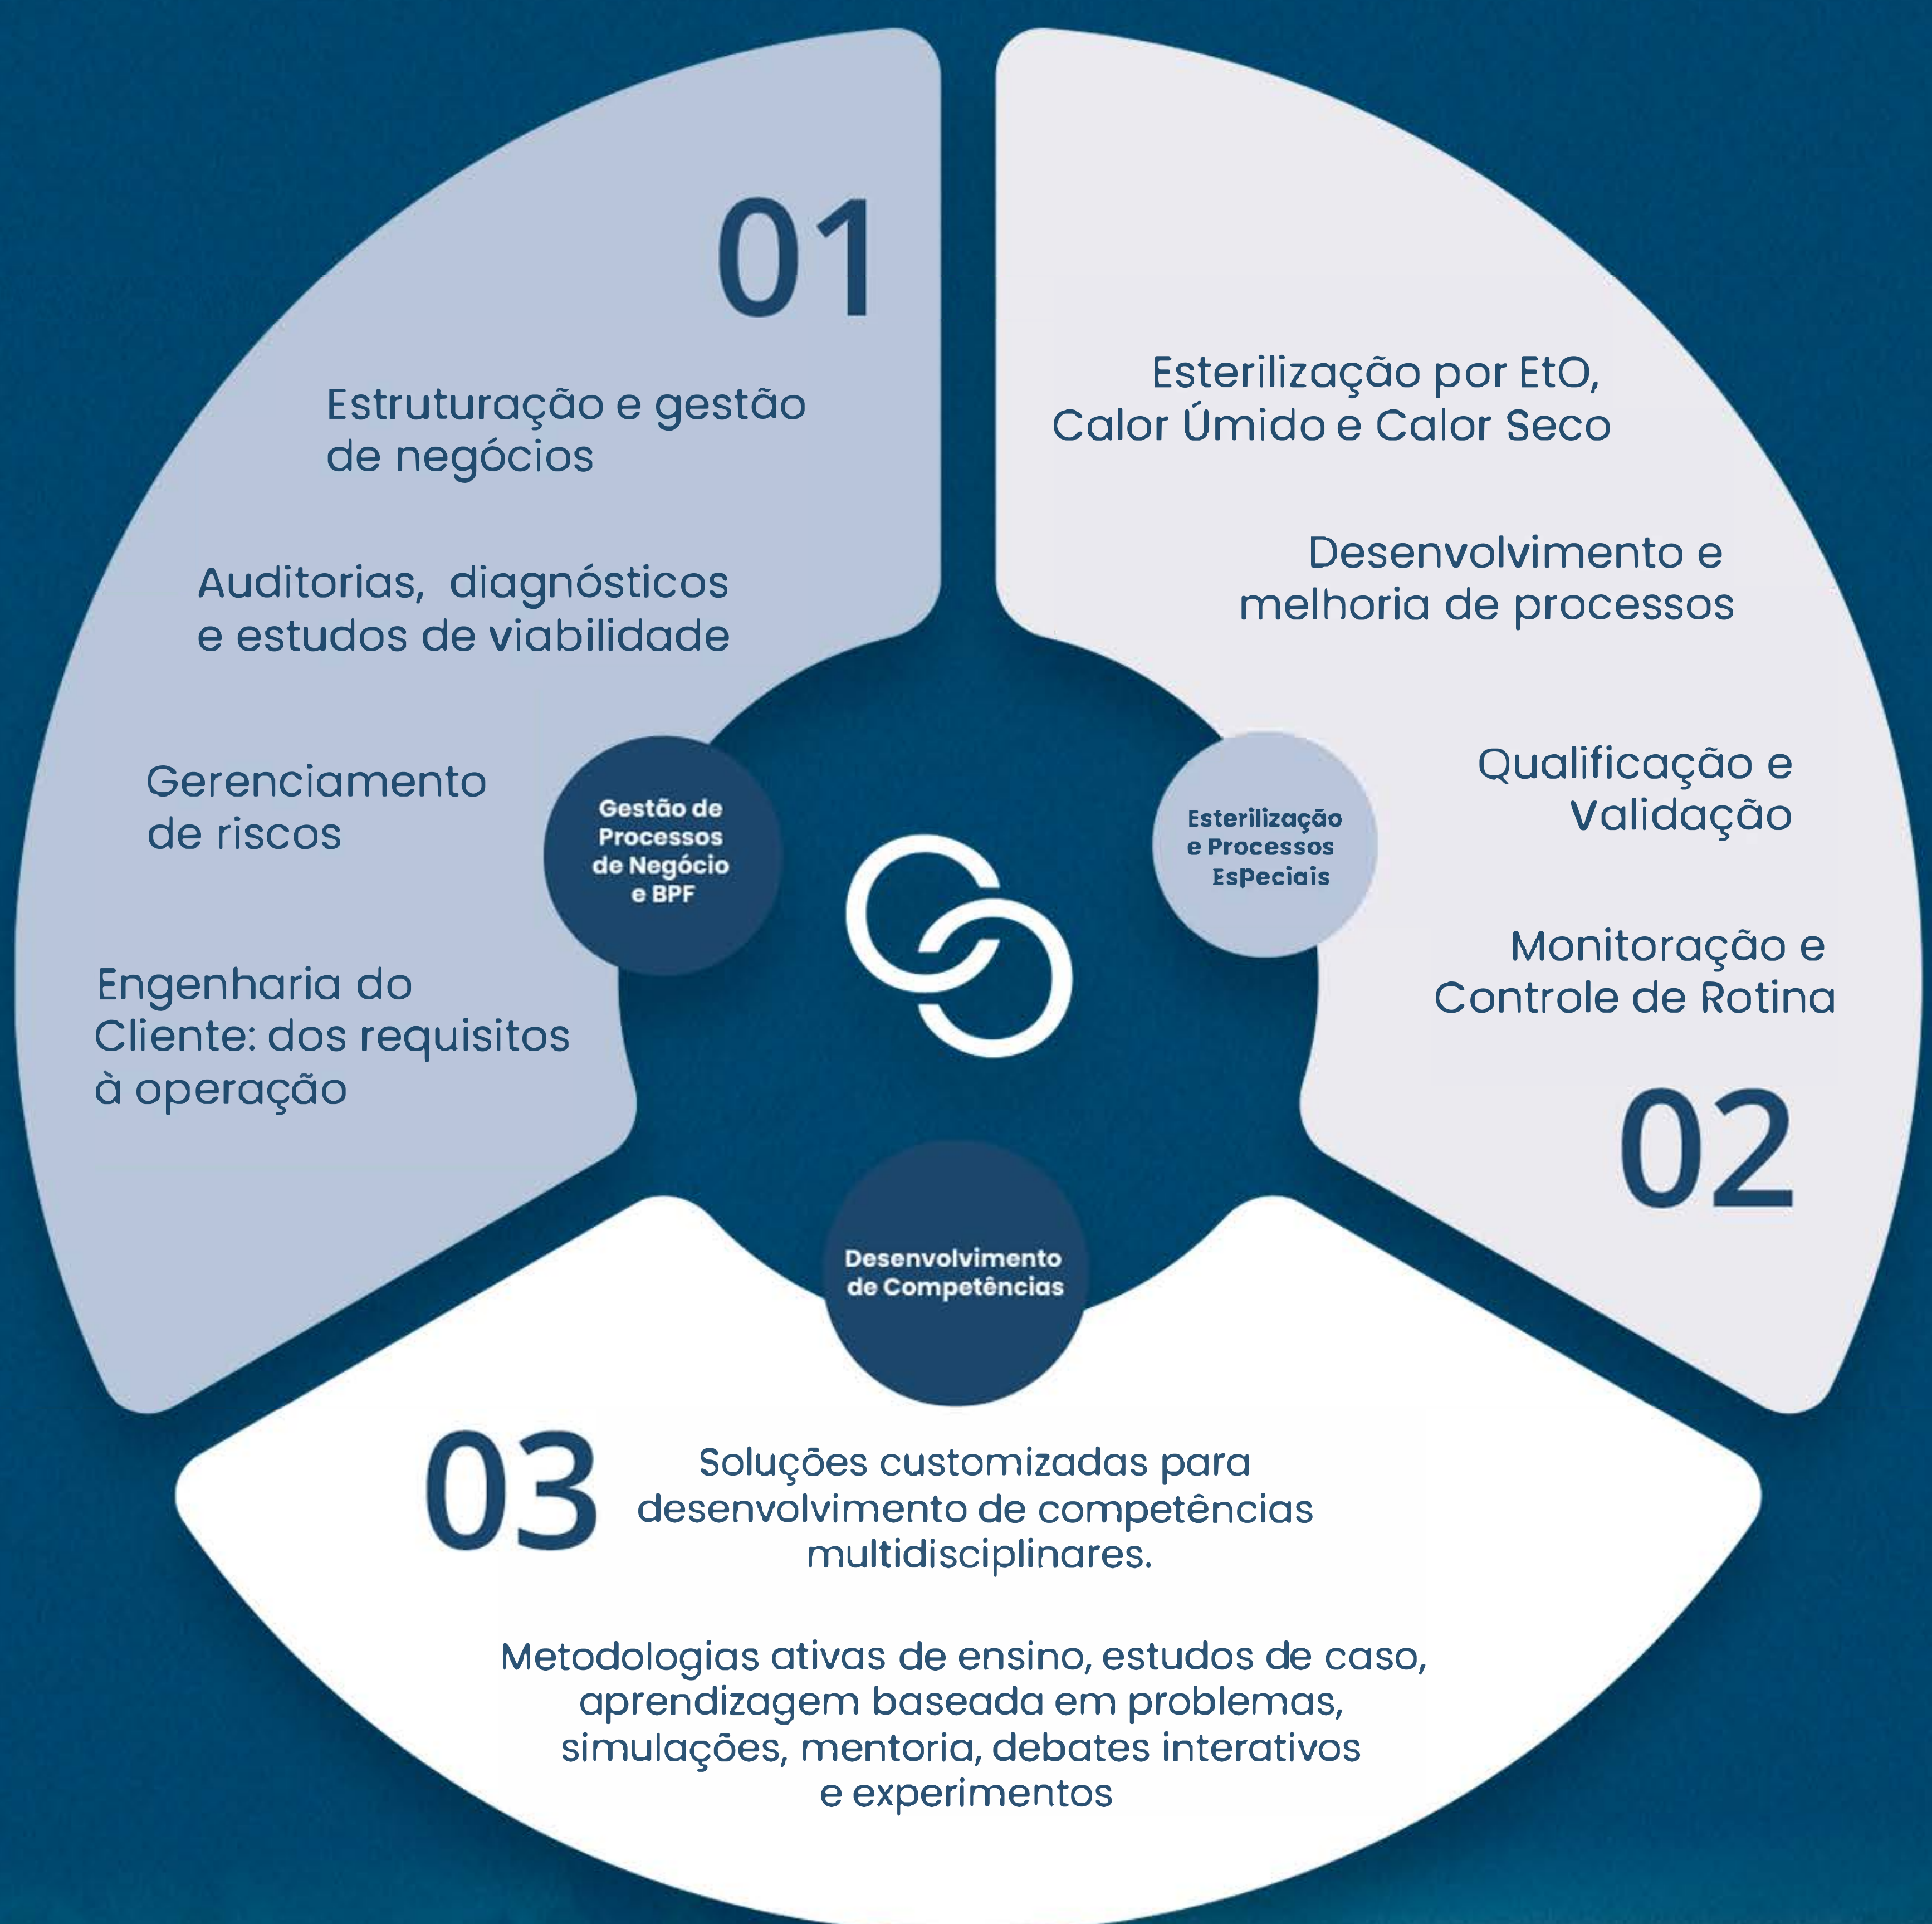 01
Estruturação e gestão
de negócios
Auditorias, diagnósticos
e estudos de viabilidade
Gerenciamento
de riscos
Engenharia do
Cliente: dos requisitos
à operação
Gestão de
Processos
de Negócio
e BPF
Esterilização por EtO,
Calor Úmido e Calor Seco
Desenvolvimento e
melhoria de processos
Qualificação e
Validação
Monitoração e
Controle de Rotina
02
Esterilização
e Processos
Especiais
Desenvolvimento
de Competências
03
Soluções customizadas para
desenvolvimento de competências
multidisciplinares.
Metodologias ativas de ensino, estudos de caso,
aprendizagem baseada em problemas,
simulações, mentoria, debates interativos
e experimentos